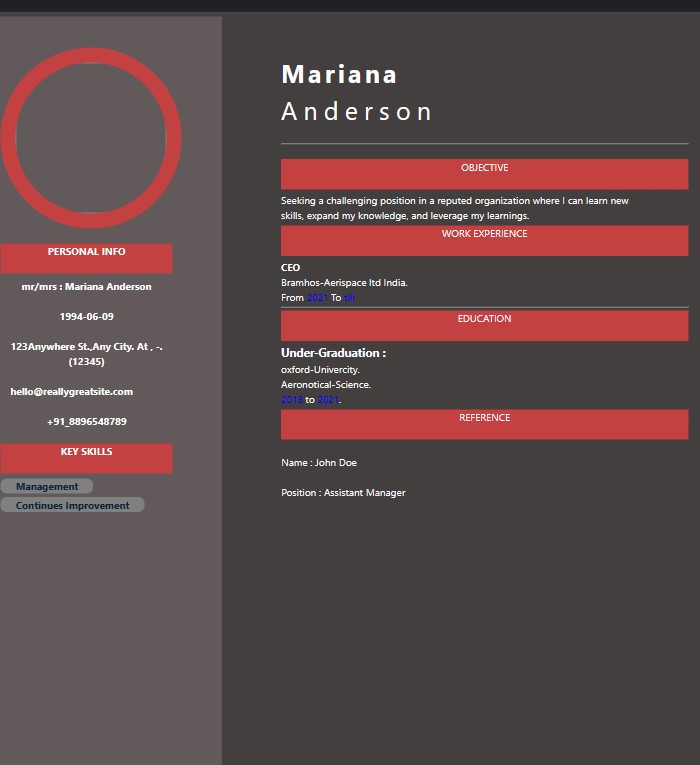 Mariana
Anderson
OBJECTIVE
Seeking a challenging position in a reputed organization where I can learn new
skills, expand my knowledge, and leverage my learnings.
WORK EXPERIENCE
CEO
Bramhos-Aerispace ltd India.
From 2021 To till
EDUCATION
Under-Graduation :
oxford-Univercity.
Aeronotical-Science.
2018 to 2021.
REFERENCE
Name : John Doe
Position : Assistant Manager
PERSONAL INFO
mr/mrs : Mariana Anderson
1994-06-09
123Anywhere St.,Any City. At , -.
(12345)
hello@reallygreatsite.com
+91_8896548789
KEY SKILLS
Management
Continues Improvement